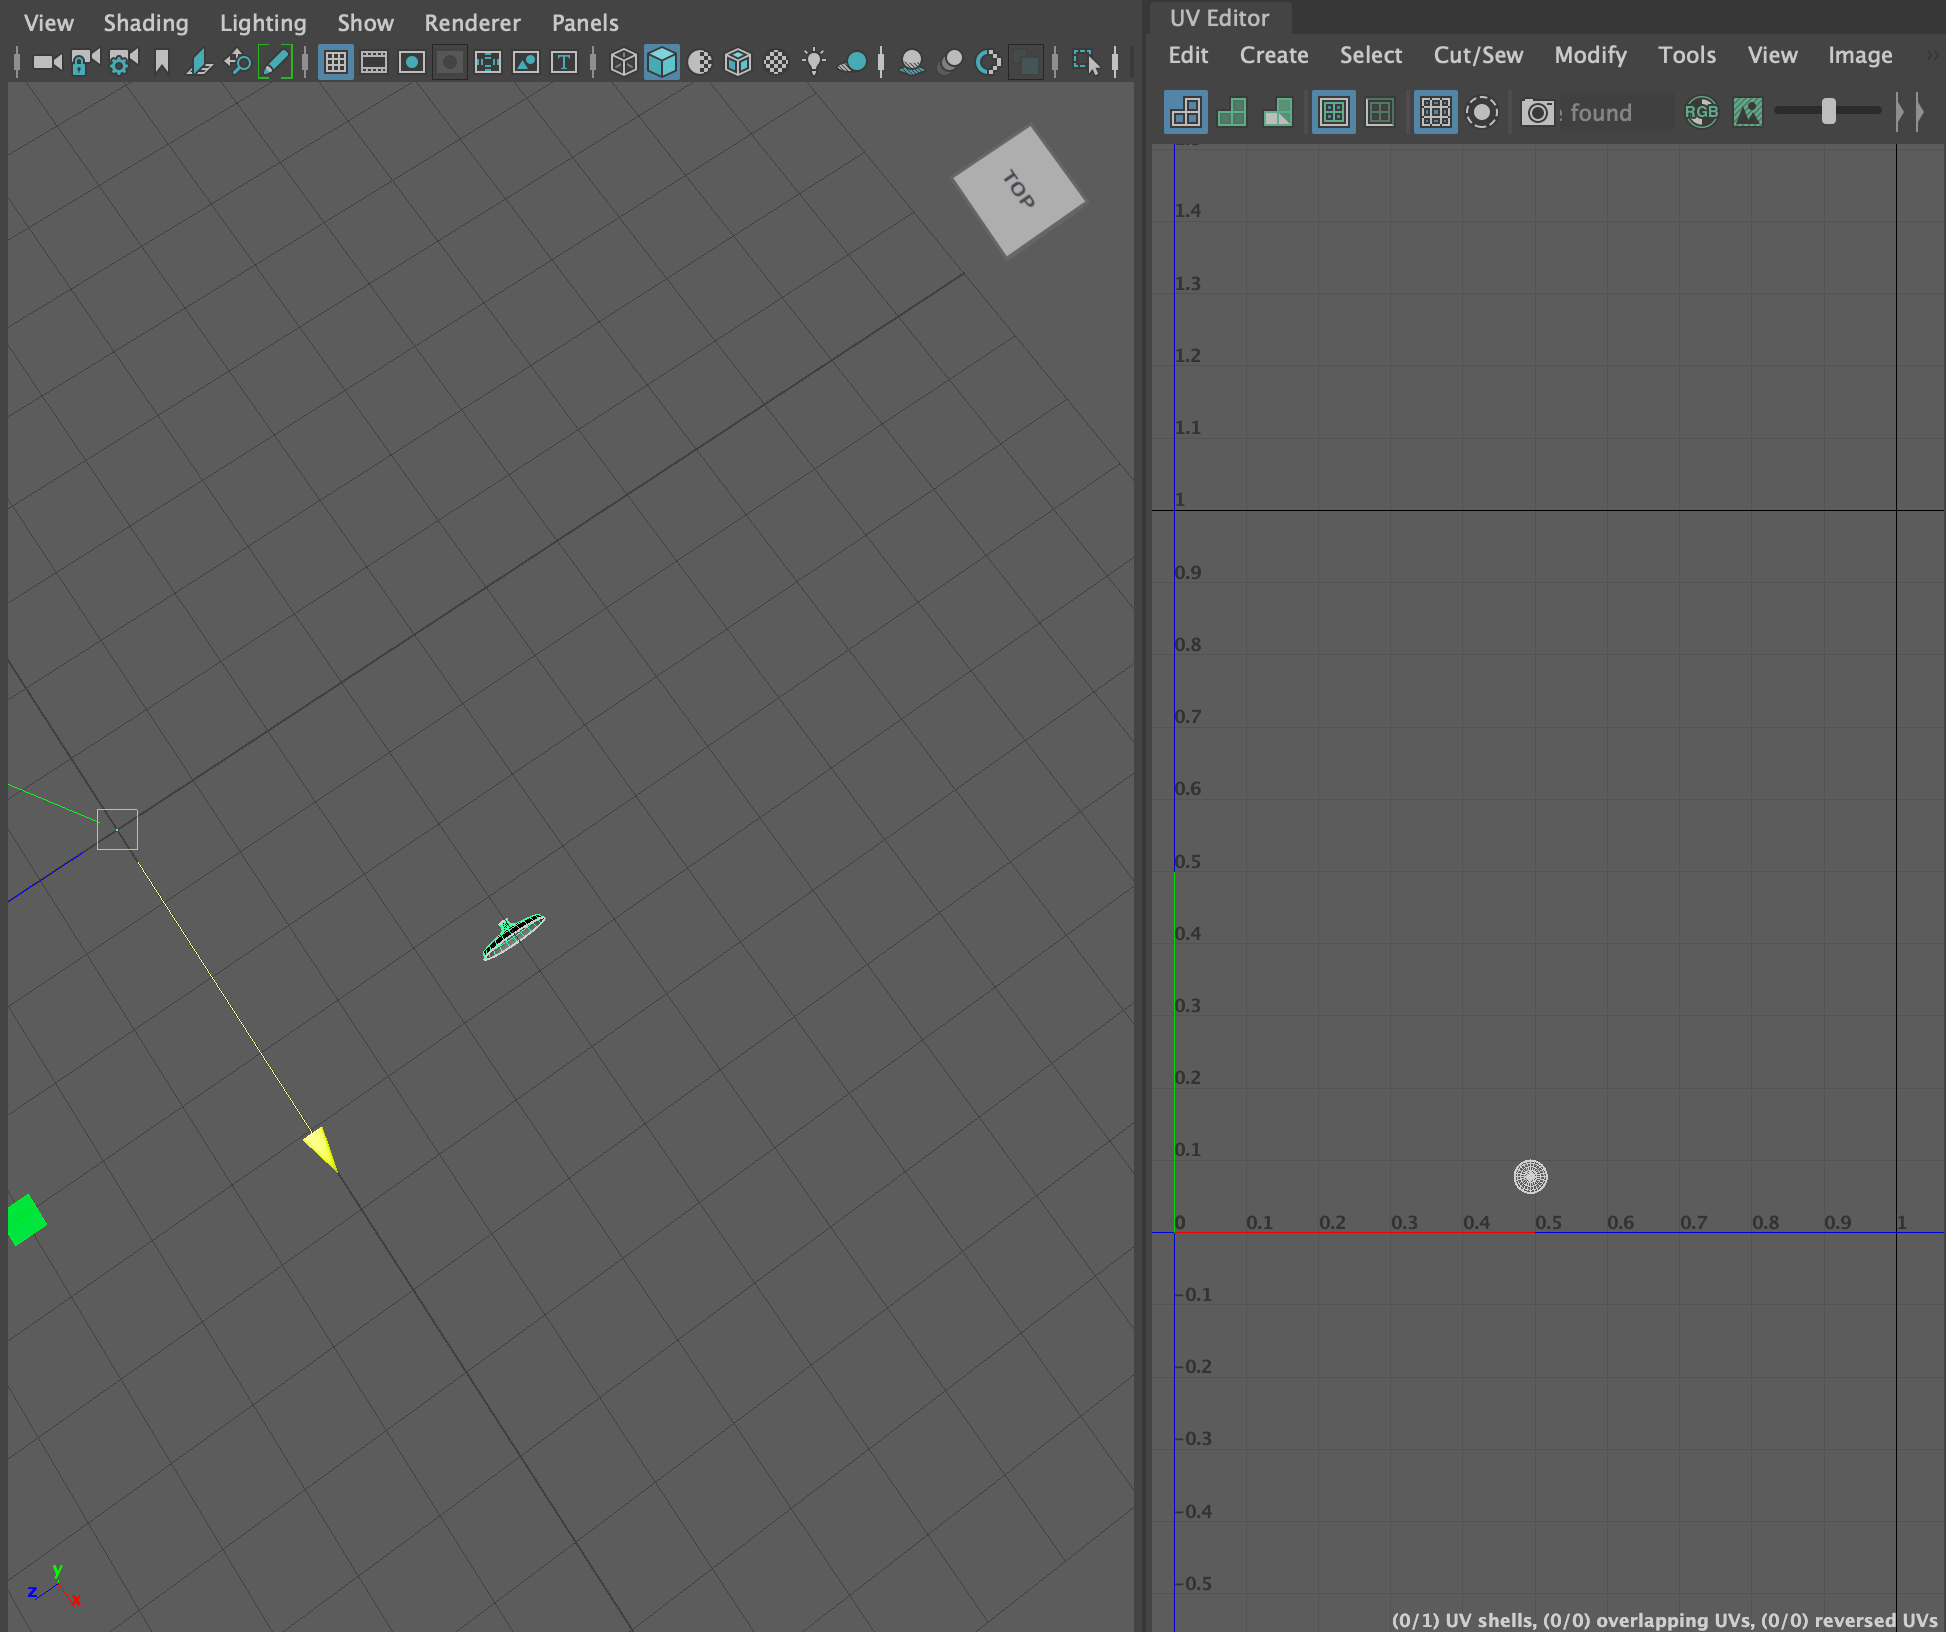 View Shading Lighting Show Renderer Panels
T
TOP
y
z
x
UV Editor
Edit Create Select Cut/Sew Modify Tools View Image
found RGB
1.4
1.3
1.2
1.1
1
0.9
0.8
0.7
0.6
0.5
0.4
0.3
0.2
0.1
0 0.1 0.2 0.3 0.4 0.5 0.6 0.7 0.8 0.9 1
-0.1
-0.2
-0.3
-0.4
-0.5
(0/1) UV shells, (0/0) overlapping UVs, (0/0) reversed UVs